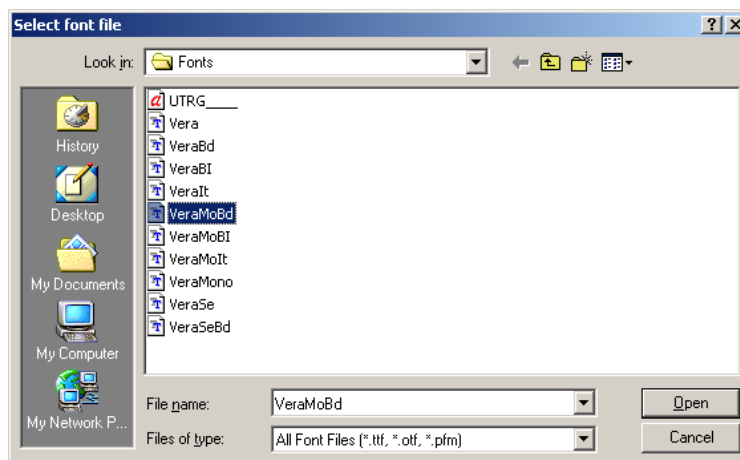 Select font file
Look in: Fonts
History
Desktop
My Documents
My Computer
My Network P...
UTRG____
Vera
VeraBd
VeraBI
VeraIt
VeraMoBd
VeraMoBI
VeraMoIt
VeraMono
VeraSe
VeraSeBd
File name: VeraMoBd Open
Files of type: All Font Files (*.ttf, *.otf, *.pfm) Cancel